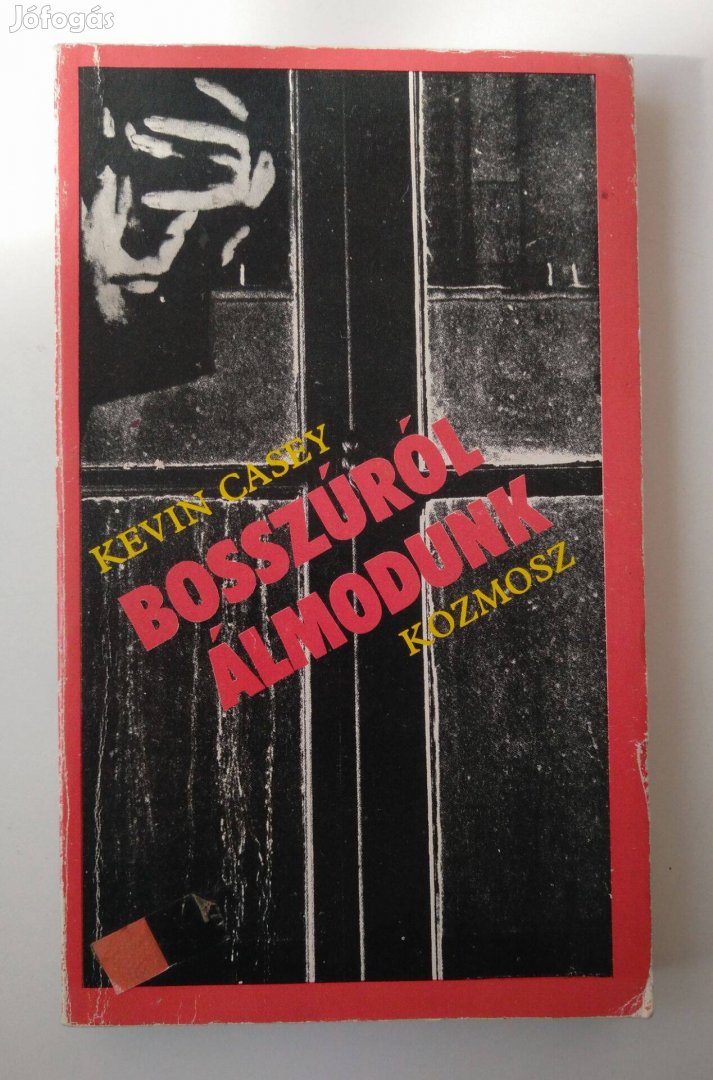 Jófogás
KEVIN CASEY
BOSSZÚRÓL
ÁLMODUNK
KOZMOSZ